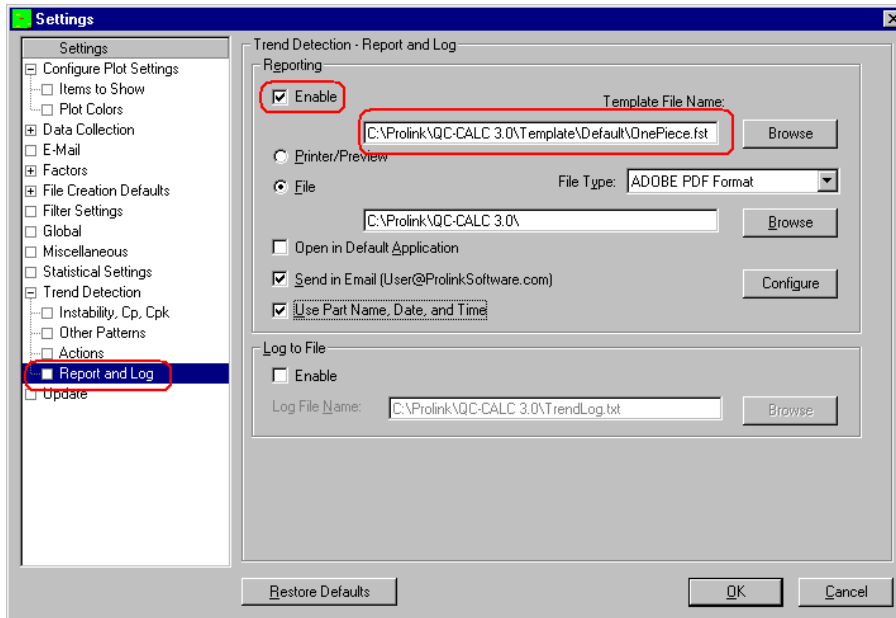 Settings
Settings
Configure Plot Settings
Items to Show
Plot Colors
Data Collection
E-Mail
Factors
File Creation Defaults
Filter Settings
Global
Miscellaneous
Statistical Settings
Trend Detection
Instability, Cp, Cpk
Other Patterns
Actions
Report and Log
Update
Trend Detection - Report and Log
Reporting
Enable
Template File Name:
C:\Prolink\QC-CALC 3.0\Template\Default\OnePiece.fst
Browse
Printer/Preview
File
File Type:
ADOBE PDF Format
C:\Prolink\QC-CALC 3.0\
Browse
Open in Default Application
Send in Email (User@ProlinkSoftware.com)
Configure
Use Part Name, Date, and Time
Log to File
Enable
Log File Name:
C:\Prolink\QC-CALC 3.0\TrendLog.txt
Browse
Restore Defaults
OK
Cancel